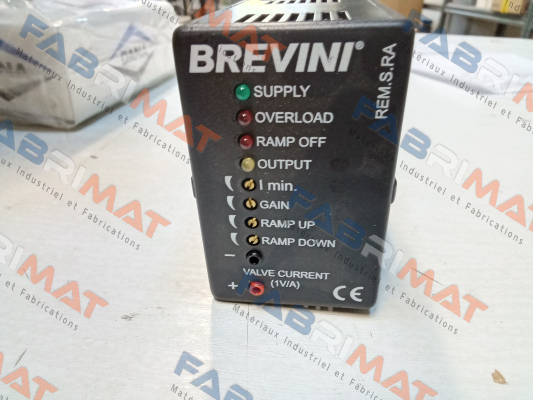 BREVINI®
REM.S.RA
SUPPLY
OVERLOAD
RAMP OFF
OUTPUT
I min.
GAIN
RAMP UP
RAMP DOWN
−
VALVE CURRENT
(1V/A)
+
CE
FABRIMAT
Matériaux Industriel et Fabrications